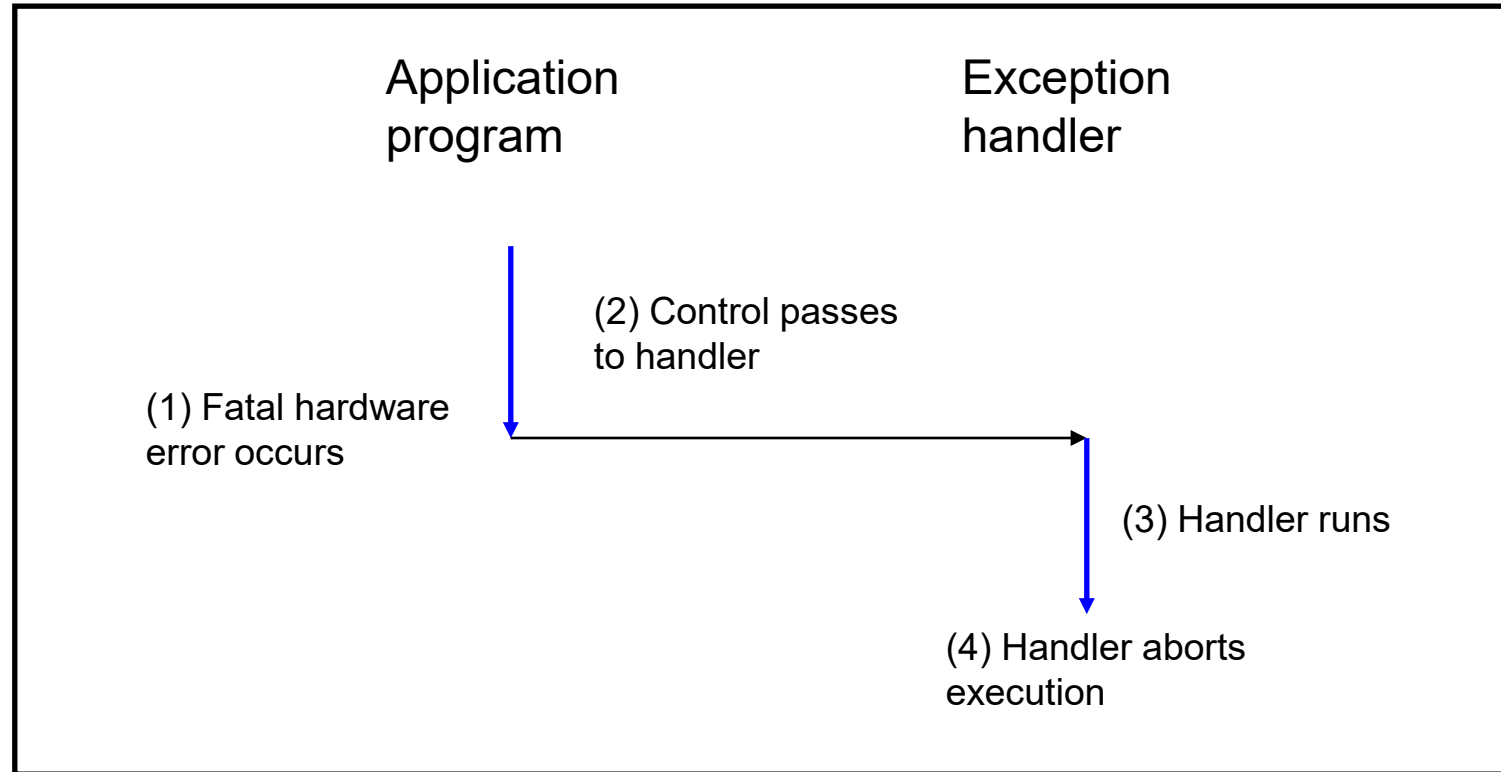 Application
program
Exception
handler
(2) Control passes
to handler
(1) Fatal hardware
error occurs
(3) Handler runs
(4) Handler aborts
execution